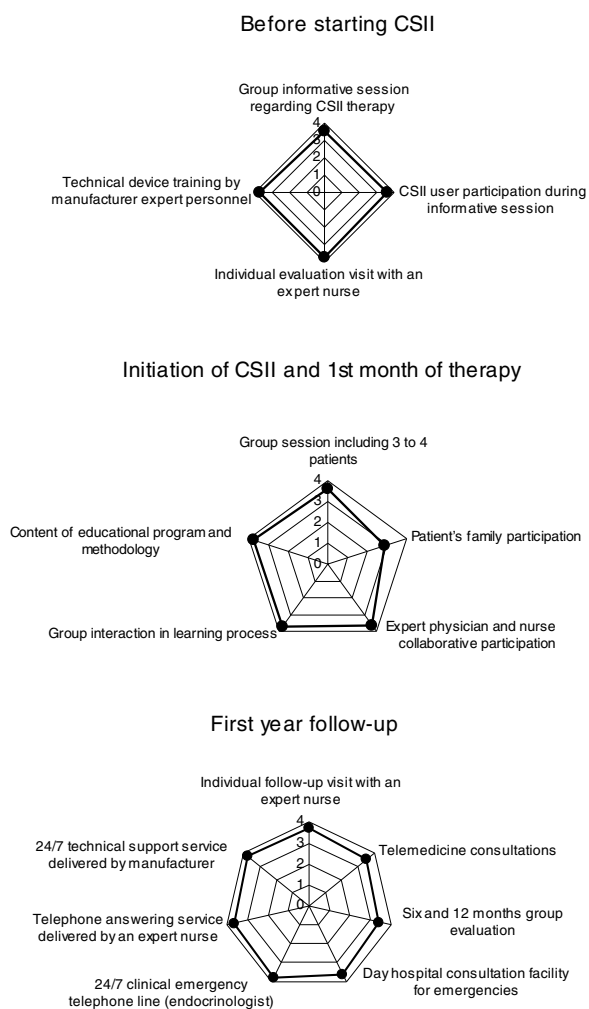 Before starting CSII
Group informative session
regarding CSII therapy
4
3
2
1
0
Technical device training by
manufacturer expert personnel
CSII user participation during
informative session
Individual evaluation visit with an
expert nurse
Initiation of CSII and 1st month of therapy
Group session including 3 to 4
patients
4
3
2
1
0
Content of educational program and
methodology
Patient's family participation
Group interaction in learning process
Expert physician and nurse
collaborative participation
First year follow-up
Individual follow-up visit with an
expert nurse
4
3
2
1
0
24/7 technical support service
delivered by manufacturer
Telemedicine consultations
Telephone answering service
delivered by an expert nurse
Six and 12 months group
evaluation
24/7 clinical emergency
telephone line (endocrinologist)
Day hospital consultation facility
for emergencies